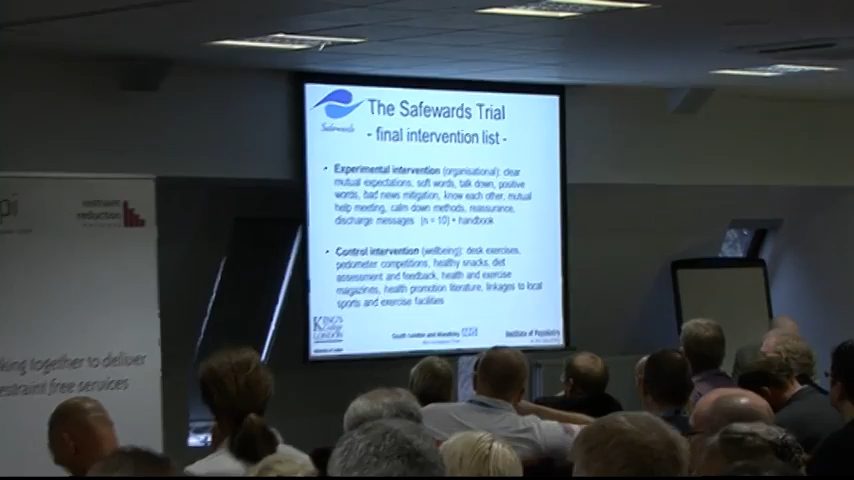 The Safewards Trial
- final intervention list -
Safewards
• Experimental intervention (organisational): clear
mutual expectations, soft words, talk down, positive
words, bad news mitigation, know each other, mutual
help meeting, calm down methods, reassurance,
discharge messages (n = 10) + handbook
• Control intervention (wellbeing): desk exercises,
pedometer competitions, healthy snacks, diet
assessment and feedback, health and exercise
magazines, health promotion literature, linkages to local
sports and exercise facilities
KING'S
College
LONDON
South London and Maudsley NHS
Institute of Psychiatry
pi
restraint
reduction
king together to deliver
estraint free services